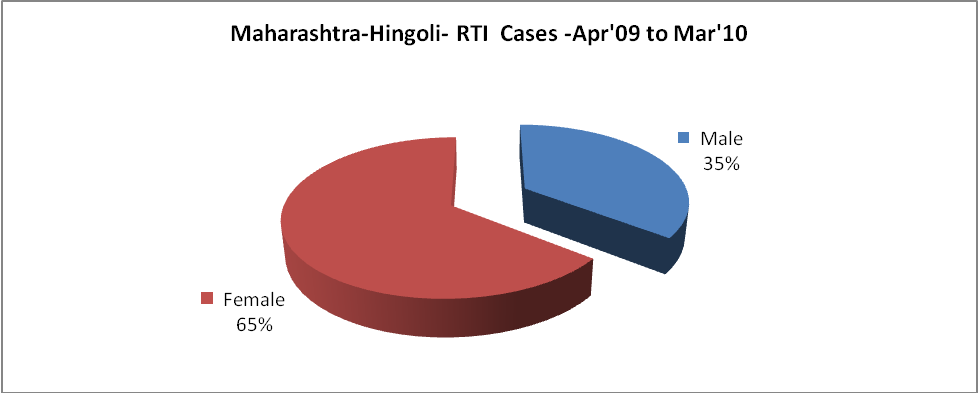 Maharashtra-Hingoli- RTI  Cases -Apr'09 to Mar'10
Male
35%
Female
65%